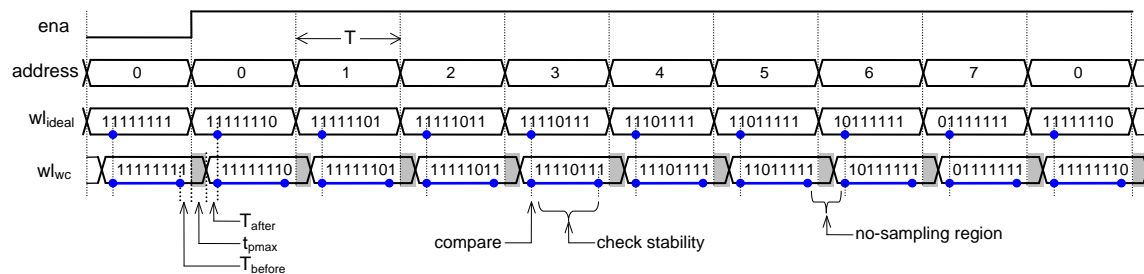 ena
T
address 0 0 1 2 3 4 5 6 7 0
wl_ideal 11111111 11111110 11111101 11111011 11110111 11101111 11011111 10111111 01111111 11111110
wl_wc 11111111 11111110 11111101 11111011 11110111 11101111 11011111 10111111 01111111 11111110
T_after
t_pmax
T_before
compare
check stability
no-sampling region